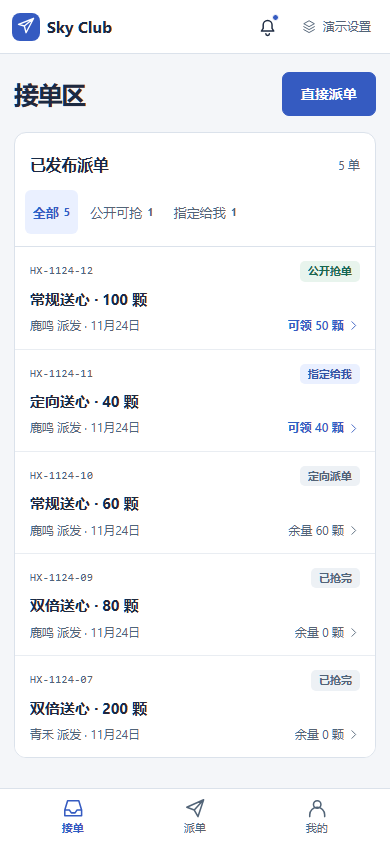 Sky Club
演示设置
接单区
直接派单
已发布派单
5 单
全部 5
公开可抢 1
指定给我 1
HX-1124-12
公开抢单
常规送心 · 100 颗
鹿鸣 派发 · 11月24日
可领 50 颗
HX-1124-11
指定给我
定向送心 · 40 颗
鹿鸣 派发 · 11月24日
可领 40 颗
HX-1124-10
定向派单
常规送心 · 60 颗
鹿鸣 派发 · 11月24日
余量 60 颗
HX-1124-09
已抢完
双倍送心 · 80 颗
鹿鸣 派发 · 11月24日
余量 0 颗
HX-1124-07
已抢完
双倍送心 · 200 颗
青禾 派发 · 11月24日
余量 0 颗
接单
派单
我的